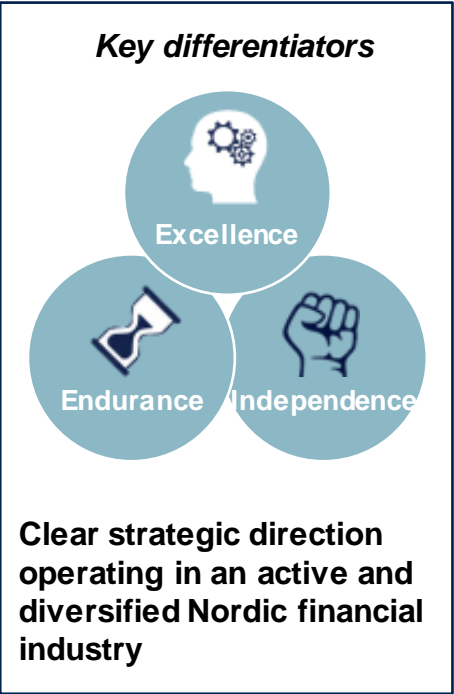 Key differentiators
Excellence
Endurance
Independence
Clear strategic direction
operating in an active and
diversified Nordic financial
industry